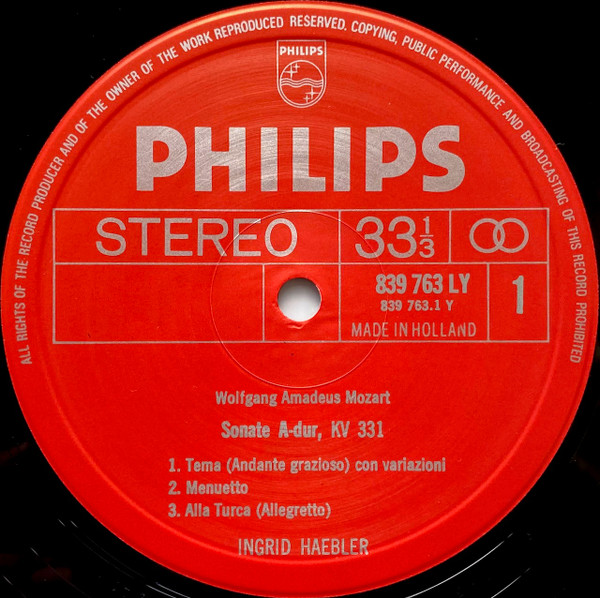 ALL RIGHTS OF THE RECORD PRODUCER AND OF THE OWNER OF THE WORK REPRODUCED RESERVED. COPYING, PUBLIC PERFORMANCE AND BROADCASTING OF THIS RECORD PROHIBITED
PHILIPS
PHILIPS
STEREO 33⅓
839 763 LY
839 763.1 Y
1
MADE IN HOLLAND
Wolfgang Amadeus Mozart
Sonate A-dur, KV 331
1. Tema (Andante grazioso) con variazioni
2. Menuetto
3. Alla Turca (Allegretto)
INGRID HAEBLER